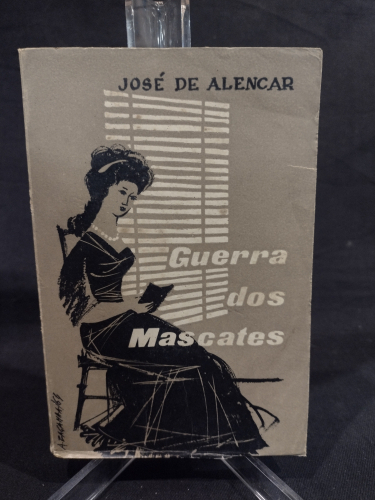 JOSÉ DE ALENCAR
Guerra
dos
Mascates